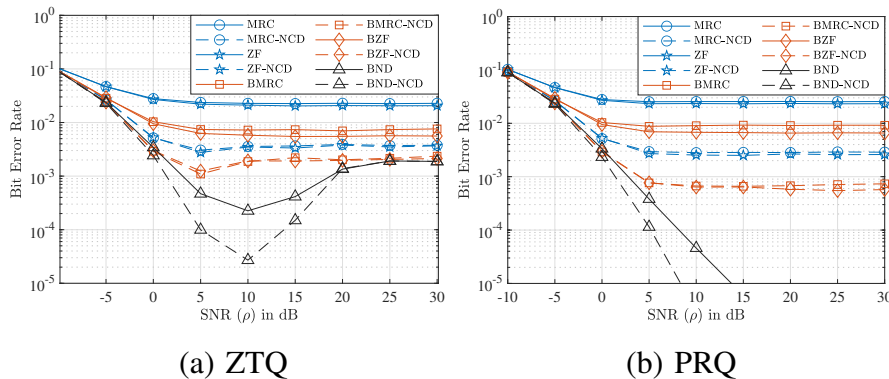 MRC
MRC-NCD
ZF
ZF-NCD
BMRC
BMRC-NCD
BZF
BZF-NCD
BND
BND-NCD
10^0
10^-1
10^-2
10^-3
10^-4
10^-5
Bit Error Rate
-5 0 5 10 15 20 25 30
SNR (ρ) in dB
(a) ZTQ
MRC
MRC-NCD
ZF
ZF-NCD
BMRC
BMRC-NCD
BZF
BZF-NCD
BND
BND-NCD
10^0
10^-1
10^-2
10^-3
10^-4
10^-5
Bit Error Rate
-10 -5 0 5 10 15 20 25 30
SNR (ρ) in dB
(b) PRQ